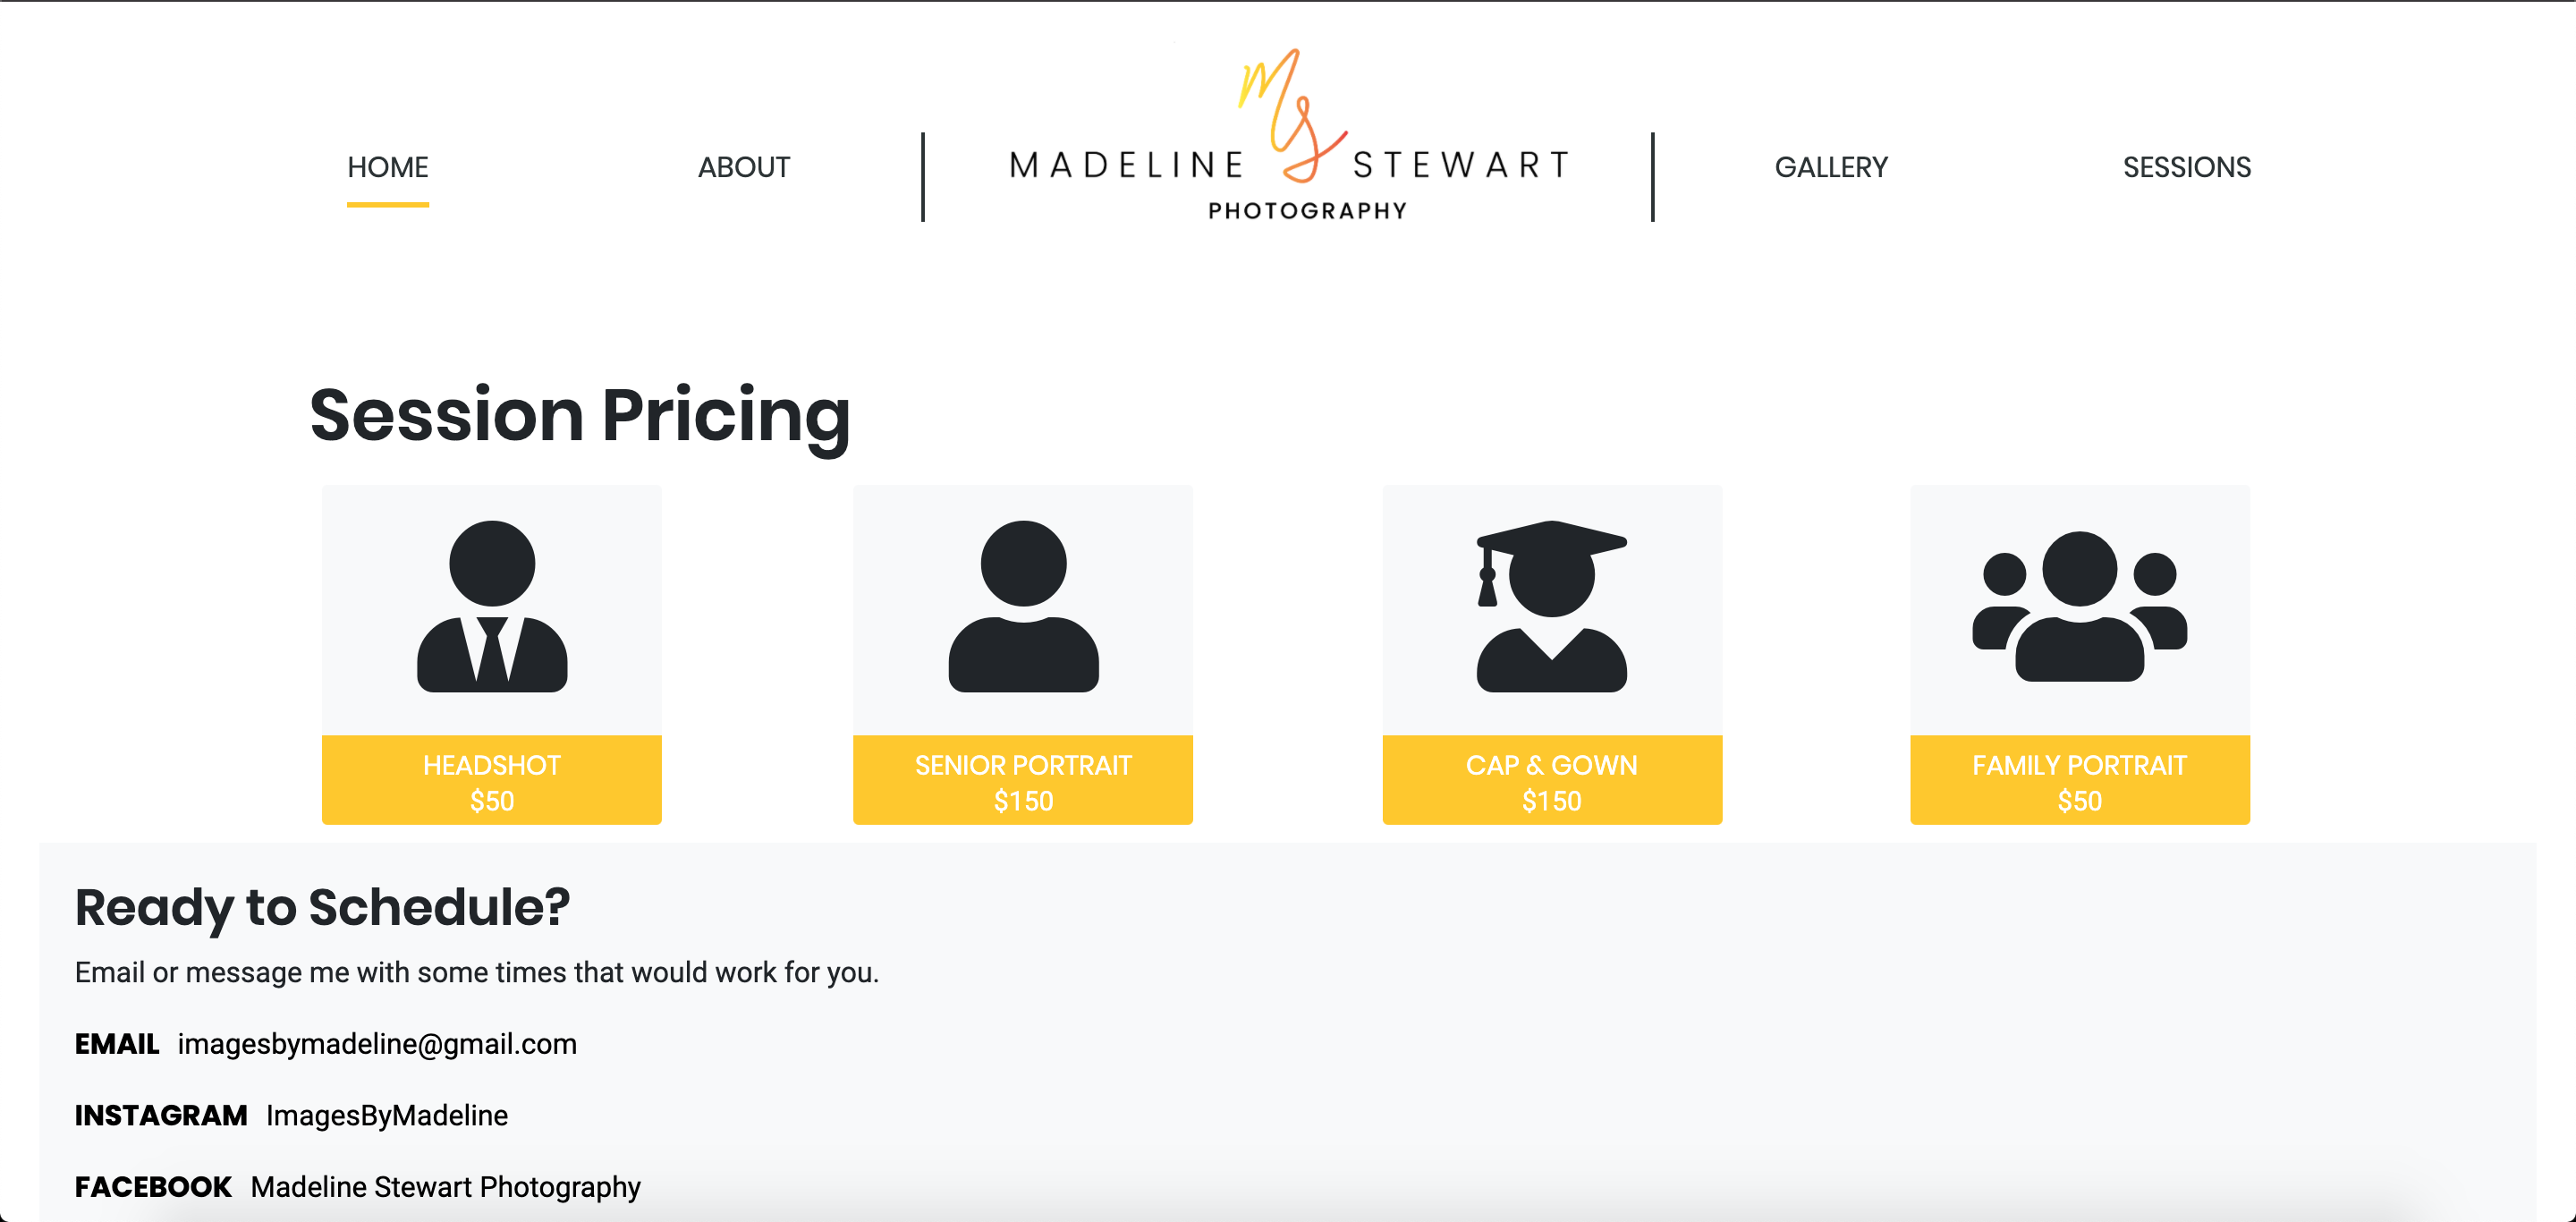 HOME
ABOUT
MADELINE MS STEWART
PHOTOGRAPHY
GALLERY
SESSIONS
Session Pricing
HEADSHOT
$50
SENIOR PORTRAIT
$150
CAP & GOWN
$150
FAMILY PORTRAIT
$50
Ready to Schedule?
Email or message me with some times that would work for you.
EMAIL imagesbymadeline@gmail.com
INSTAGRAM ImagesByMadeline
FACEBOOK Madeline Stewart Photography